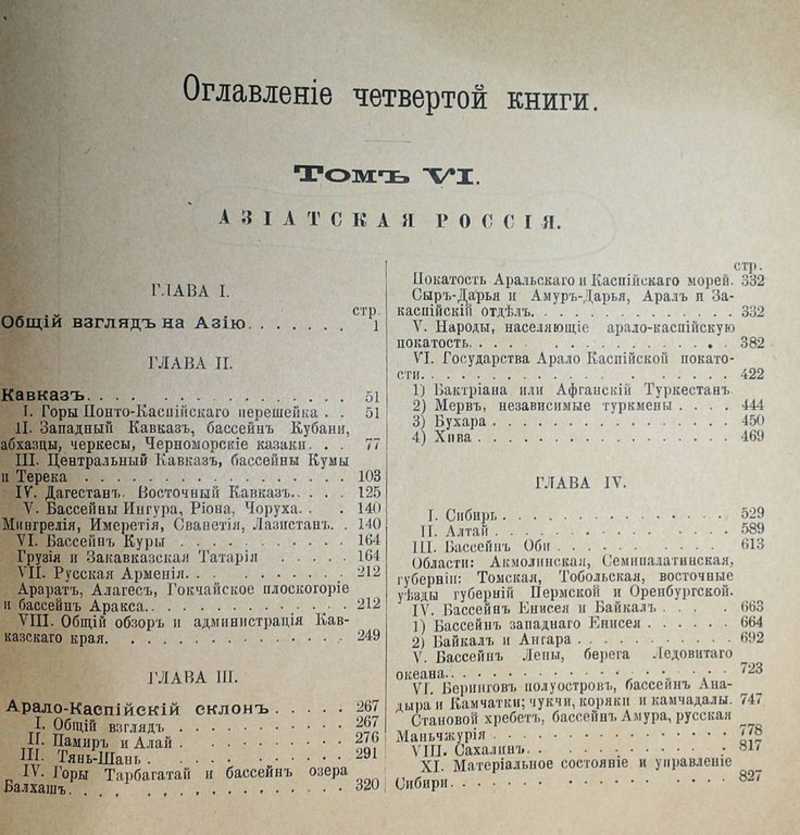 Оглавленіе четвертой книги.
Томъ VI.
АЗІАТСКАЯ РОССІЯ.
ГЛАВА I.
стр.
Общій взглядъ на Азію. . . . . . . 1
ГЛАВА II.
Кавказъ. . . . . . . . . . . . . . 51
I. Горы Понто-Каспійскаго перешейка . . 51
II. Западный Кавказъ, бассейнъ Кубани,
абхазцы, черкесы, Черноморскіе казаки. . . 77
III. Центральный Кавказъ, бассейны Кумы
и Терека . . . . . . . . . . . . . 103
IV. Дагестанъ. Восточный Кавказъ. . . . . 125
V. Бассейны Ингура, Ріона, Чоруха. . . 140
Мингрелія, Имеретія, Сванетія, Лазистанъ. . 140
VI. Бассейнъ Куры . . . . . . . . . 164
Грузія и Закавказская Татарія . . . . . 164
VII. Русская Арменія. . . . . . . . . 212
Араратъ, Алагесъ, Гокчайское плоскогоріе
и бассейнъ Аракса. . . . . . . . . . . 212
VIII. Общій обзоръ и администрація Кав-
казскаго края. . . . . . . . . . . . 249
ГЛАВА III.
Арало-Каспійскій склонъ . . . . . 267
I. Общій взглядъ . . . . . . . . . . 267
II. Памиръ и Алай . . . . . . . . . 276
III. Тянь-Шань . . . . . . . . . . . 291
IV. Горы Тарбагатай и бассейнъ озера
Балхашъ. . . . . . . . . . . . . . 320
стр.
Покатость Аральскаго и Каспійскаго морей. 332
Сыръ-Дарья и Амуръ-Дарья, Аралъ п За-
каспійскій отдѣлъ. . . . . . . . . . . 332
V. Народы, населяющіе арало-каспійскую
покатость. . . . . . . . . . . . . . 382
VI. Государства Арало Каспійской покато-
сти. . . . . . . . . . . . . . . . 422
1) Бактріана или Афганскій Туркестанъ
2) Мервъ, независимые туркмены . . . . 444
3) Бухара . . . . . . . . . . . . . 450
4) Хива . . . . . . . . . . . . . . 469
ГЛАВА IV.
I. Сибирь . . . . . . . . . . . . . 529
II. Алтай . . . . . . . . . . . . . 589
III. Бассейнъ Оби . . . . . . . . . . 613
Области: Акмолинская, Семипалатинская,
губерніи: Томская, Тобольская, восточные
уѣзды губерній Пермской и Оренбургской.
IV. Бассейнъ Енисея и Байкалъ . . . . 663
1) Бассейнъ западнаго Енисея . . . . . . 664
2) Байкалъ и Ангара . . . . . . . . . 692
V. Бассейнъ Лены, берега Ледовитаго
океана. . . . . . . . . . . . . . . 723
VI. Беринговъ полуостровъ, бассейнъ Ана-
дыра и Камчатки; чукчи, коряки и камчадалы. 747
Становой хребетъ, бассейнъ Амура, русская
Маньчжурія . . . . . . . . . . . . . 778
VIII. Сахалинъ. . . . . . . . . . . . 817
XI. Матеріальное состояніе и управленіе
Сибири. . . . . . . . . . . . . . . 827